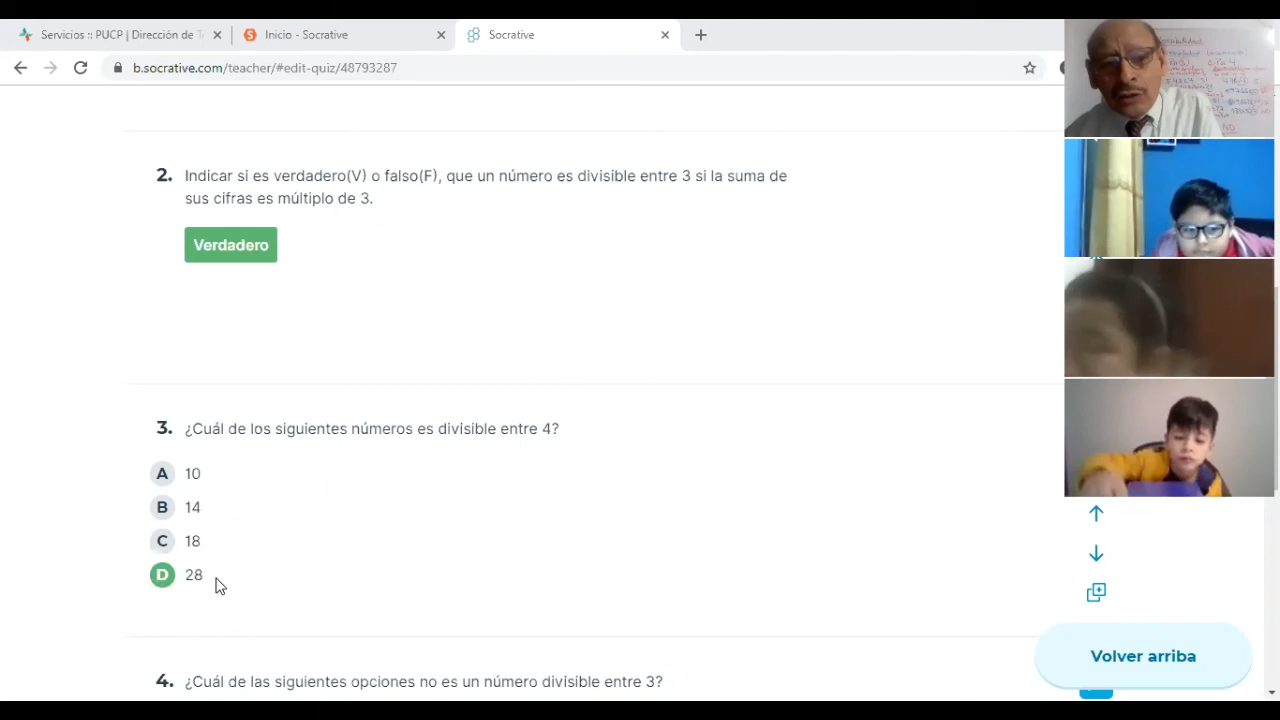 Servicios :: PUCP | Dirección de T
Inicio - Socrative
Socrative
b.socrative.com/teacher/#edit-quiz/48793287
2. Indicar si es verdadero(V) o falso(F), que un número es divisible entre 3 si la suma de
sus cifras es múltiplo de 3.
Verdadero
3. ¿Cuál de los siguientes números es divisible entre 4?
A 10
B 14
C 18
D 28
4. ¿Cuál de las siguientes opciones no es un número divisible entre 3?
Volver arriba